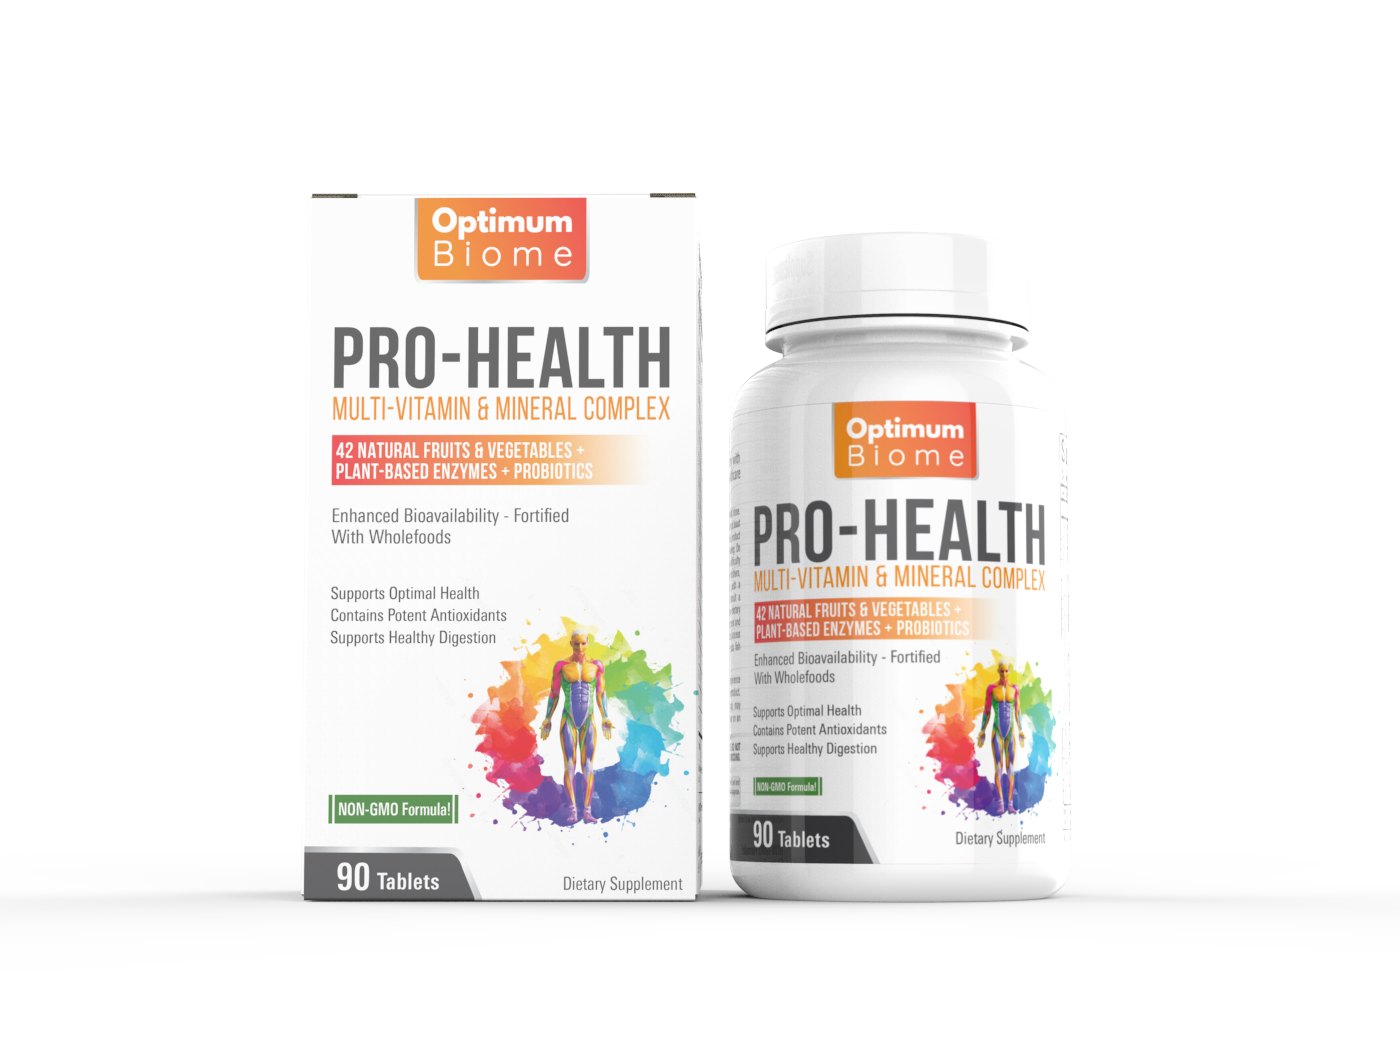 Optimum
Biome
PRO-HEALTH
MULTI-VITAMIN & MINERAL COMPLEX
42 NATURAL FRUITS & VEGETABLES +
PLANT-BASED ENZYMES + PROBIOTICS
Enhanced Bioavailability - Fortified
With Wholefoods
Supports Optimal Health
Contains Potent Antioxidants
Supports Healthy Digestion
NON-GMO Formula!
90 Tablets
Dietary Supplement
Optimum
Biome
PRO-HEALTH
MULTI-VITAMIN & MINERAL COMPLEX
42 NATURAL FRUITS & VEGETABLES +
PLANT-BASED ENZYMES + PROBIOTICS
Enhanced Bioavailability - Fortified
With Wholefoods
Supports Optimal Health
Contains Potent Antioxidants
Supports Healthy Digestion
NON-GMO Formula!
90 Tablets
Dietary Supplement